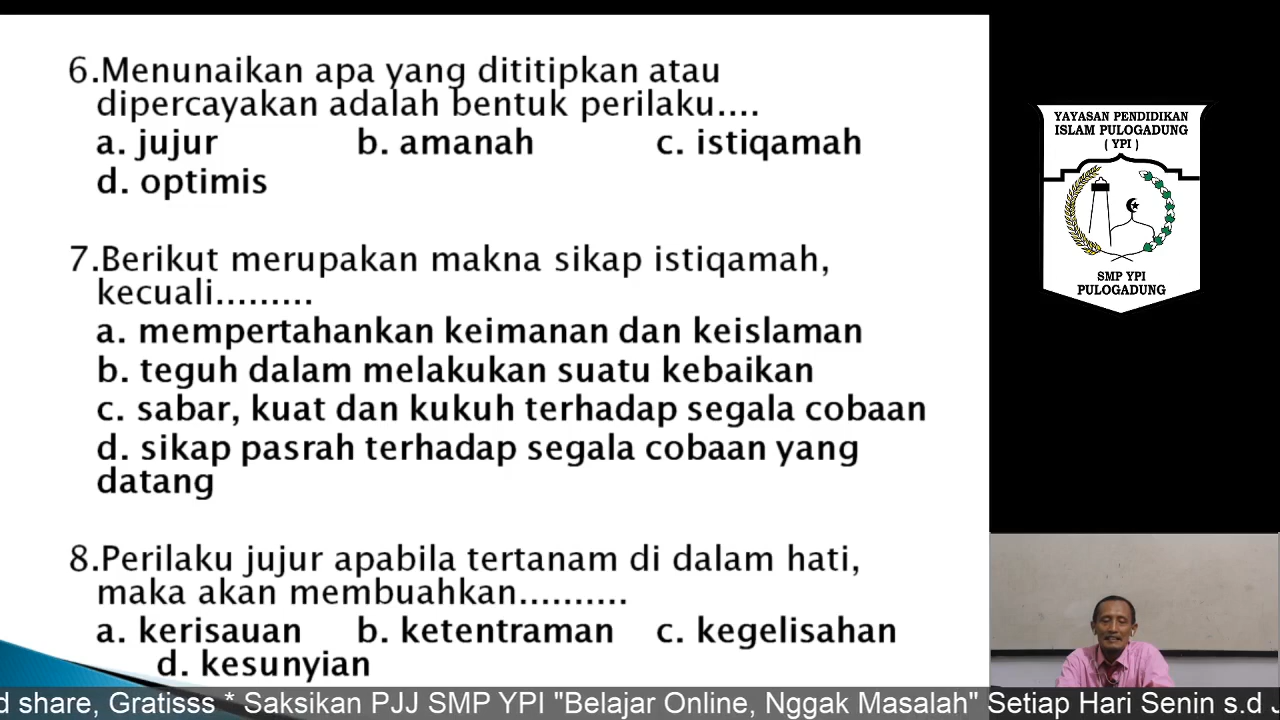 6.Menunaikan apa yang dititipkan atau
dipercayakan adalah bentuk perilaku....
a. jujur b. amanah c. istiqamah
d. optimis
7.Berikut merupakan makna sikap istiqamah,
kecuali.........
a. mempertahankan keimanan dan keislaman
b. teguh dalam melakukan suatu kebaikan
c. sabar, kuat dan kukuh terhadap segala cobaan
d. sikap pasrah terhadap segala cobaan yang
datang
8.Perilaku jujur apabila tertanam di dalam hati,
maka akan membuahkan..........
a. kerisauan b. ketentraman c. kegelisahan
d. kesunyian
YAYASAN PENDIDIKAN
ISLAM PULOGADUNG
( YPI )
SMP YPI
PULOGADUNG
d share, Gratisss * Saksikan PJJ SMP YPI "Belajar Online, Nggak Masalah" Setiap Hari Senin s.d J